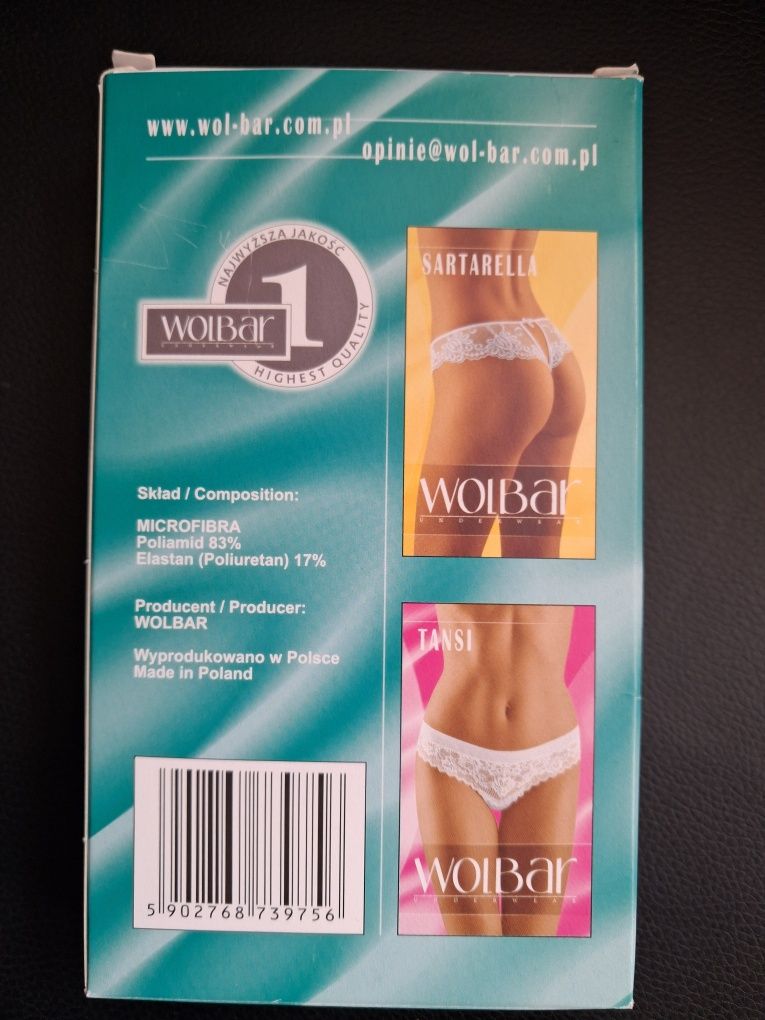 www.wol-bar.com.pl
opinie@wol-bar.com.pl
NAJWYŻSZA JAKOŚĆ
1
WOLBAR
UNDERWEAR
HIGHEST QUALITY
SARTARELLA
WOLBAR
UNDERWEAR
Skład / Composition:
MICROFIBRA
Poliamid 83%
Elastan (Poliuretan) 17%
Producent / Producer:
WOLBAR
Wyprodukowano w Polsce
Made in Poland
TANSI
WOLBAR
UNDERWEAR
5 902768 739756